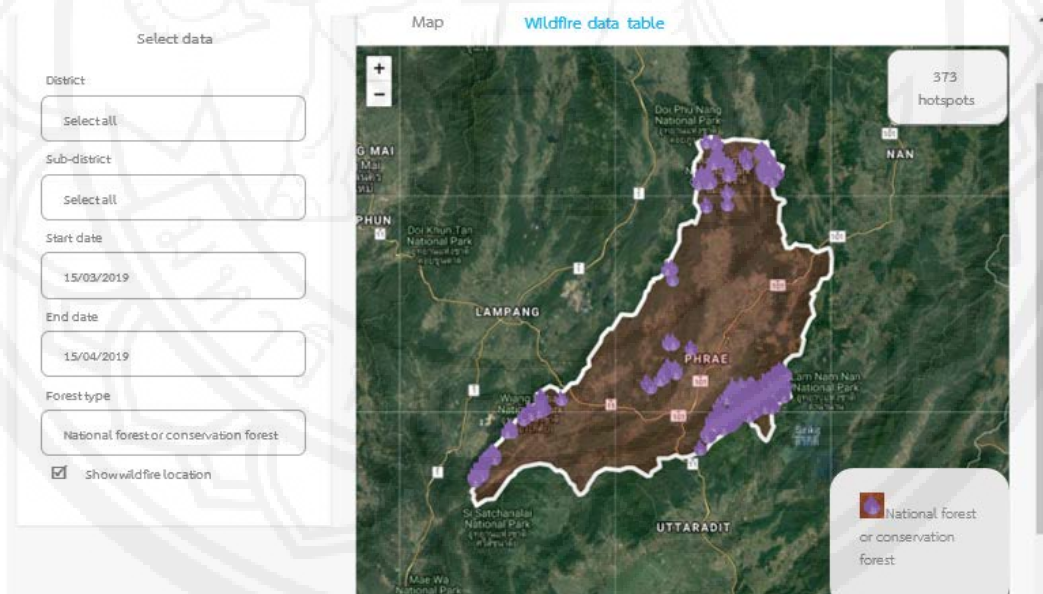 Select data
District
Select all
Sub-district
Select all
Start date
15/03/2019
End date
15/04/2019
Forest type
National forest or conservation forest
Show wildfire location
Map
Wildfire data table
+
−
373
hotspots
Doi Phu Nang
National Park
NAN
G MAI
Mai
PHUN
Doi Khun Tan
National Park
LAMPANG
PHRAE
Lam Nam Nan
National Park
Wiang
Sirikit
Si Satchanalai
National Park
UTTARADIT
Mae Wa
National Park
National forest
or conservation
forest